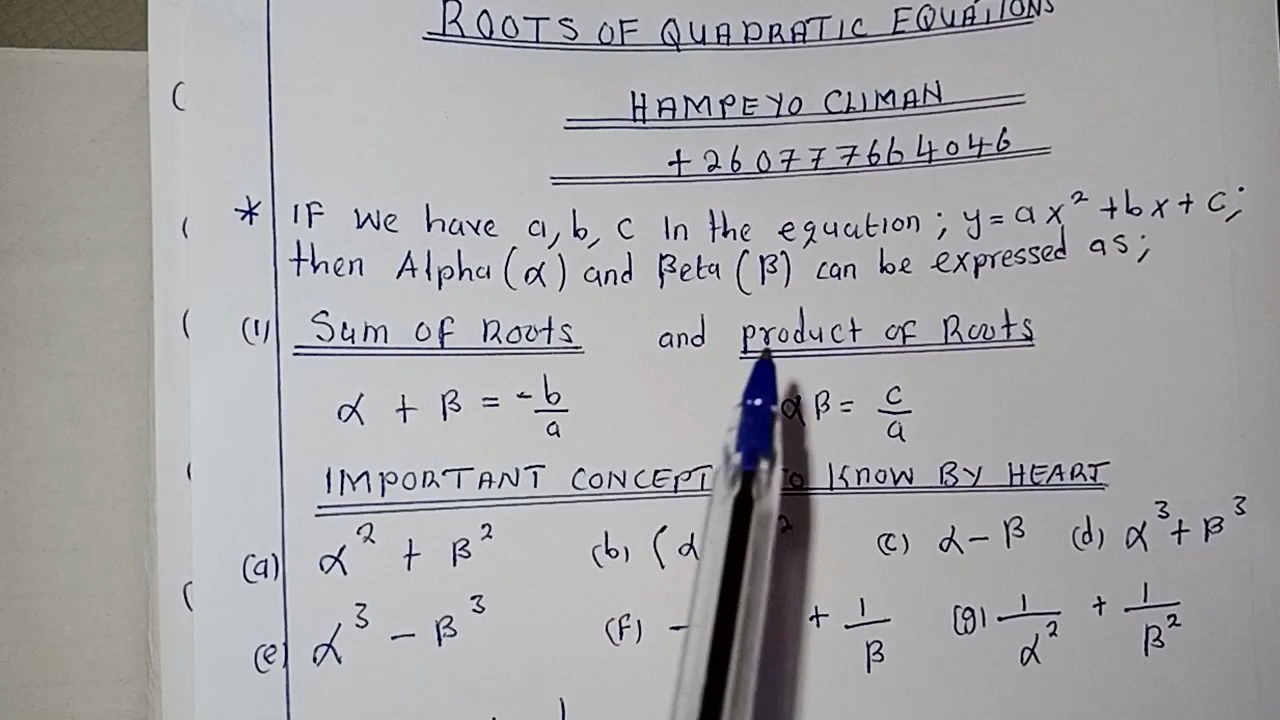 ROOTS OF QUADRATIC EQUATIONS
HAMPEYO CLIMAN
+260777664046
* IF We have a, b, c In the equation; y = ax² + bx + c;
then Alpha (α) and Beta (β) can be expressed as;
(1) Sum of Roots and product of Roots
α + β = -b/a αβ = c/a
IMPORTANT CONCEPT TO KNOW BY HEART
(a) α² + β² (b) (α ² (c) α - β (d) α³ + β³
(e) α³ - β³ (f) + 1/β (g) 1/α² + 1/β²